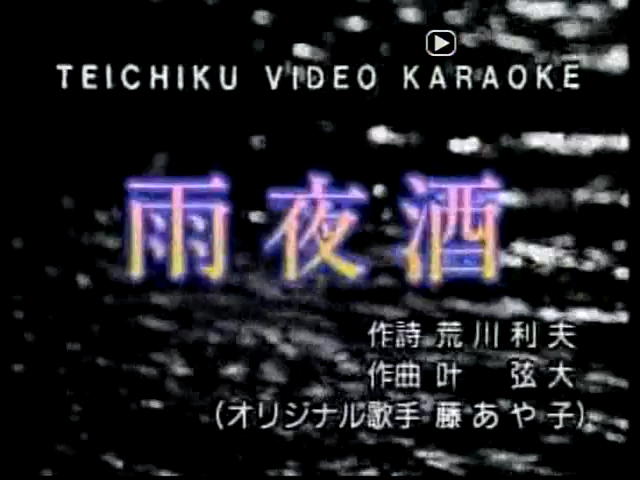 TEICHIKU VIDEO KARAOKE
雨夜酒
作詩 荒川利夫
作曲 叶 弦大
(オリジナル歌手 藤あや子)